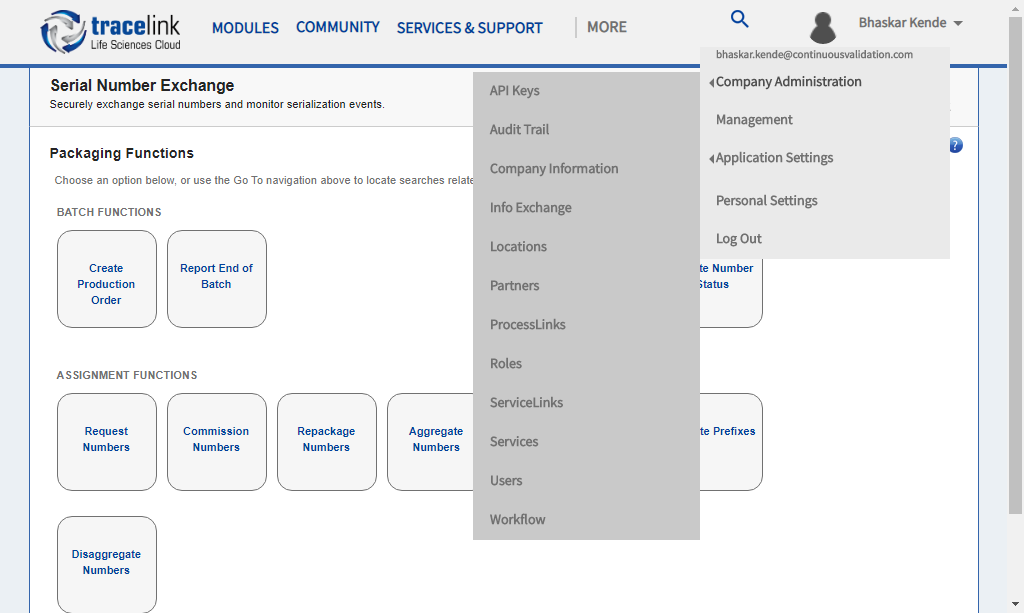 tracelink
Life Sciences Cloud
MODULES
COMMUNITY
SERVICES & SUPPORT
MORE
Bhaskar Kende
bhaskar.kende@continuousvalidation.com
Company Administration
Management
Application Settings
Personal Settings
Log Out
API Keys
Audit Trail
Company Information
Info Exchange
Locations
Partners
ProcessLinks
Roles
ServiceLinks
Services
Users
Workflow
Serial Number Exchange
Securely exchange serial numbers and monitor serialization events.
Packaging Functions
?
Choose an option below, or use the Go To navigation above to locate searches relate
BATCH FUNCTIONS
Create
Production
Order
Report End of
Batch
te Number
Status
ASSIGNMENT FUNCTIONS
Request
Numbers
Commission
Numbers
Repackage
Numbers
Aggregate
Numbers
te Prefixes
Disaggregate
Numbers